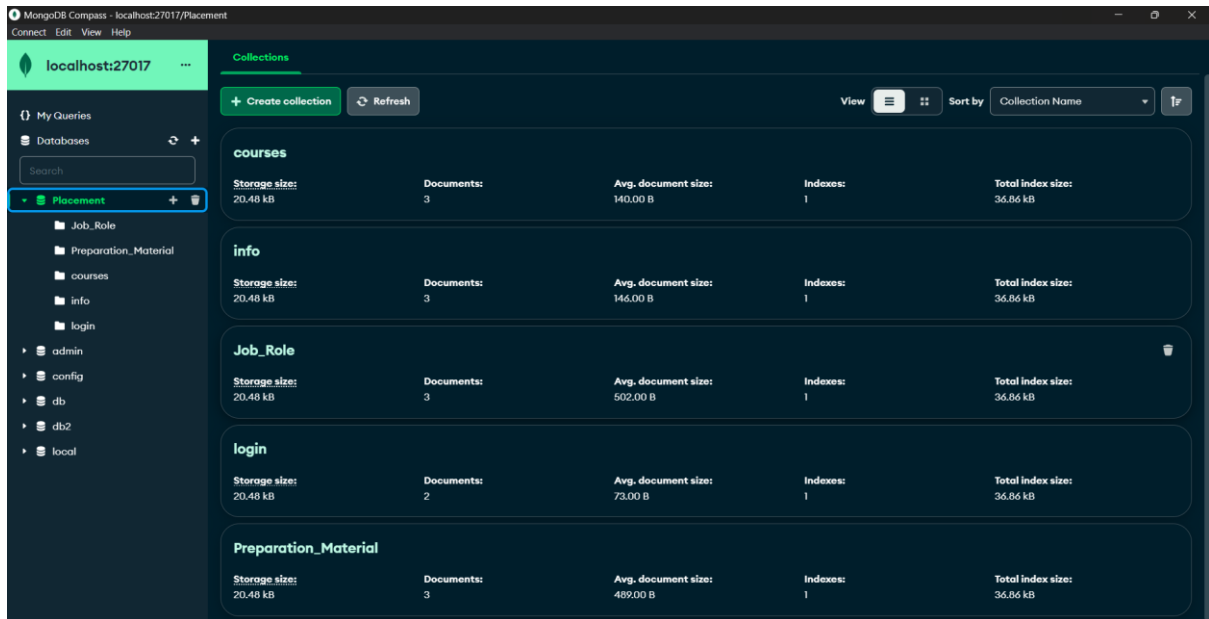 MongoDB Compass - localhost:27017/Placement
Connect Edit View Help
localhost:27017 ...
{} My Queries
Databases
Search
Placement
Job_Role
Preparation_Material
courses
info
login
admin
config
db
db2
local
Collections
+ Create collection
Refresh
View
Sort by
Collection Name
courses
Storage size: Documents: Avg. document size: Indexes: Total index size:
20.48 kB 3 140.00 B 1 36.86 kB
info
Storage size: Documents: Avg. document size: Indexes: Total index size:
20.48 kB 3 146.00 B 1 36.86 kB
Job_Role
Storage size: Documents: Avg. document size: Indexes: Total index size:
20.48 kB 3 502.00 B 1 36.86 kB
login
Storage size: Documents: Avg. document size: Indexes: Total index size:
20.48 kB 2 73.00 B 1 36.86 kB
Preparation_Material
Storage size: Documents: Avg. document size: Indexes: Total index size:
20.48 kB 3 489.00 B 1 36.86 kB